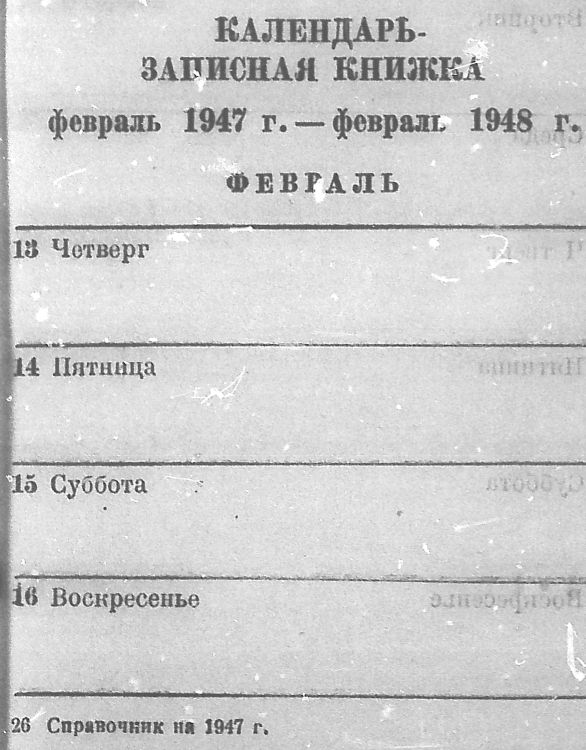 КАЛЕНДАРЬ-
ЗАПИСНАЯ КНИЖКА
февраль 1947 г. — февраль 1948 г.
ФЕВРАЛЬ
13 Четверг
14 Пятница
15 Суббота
16 Воскресенье
26 Справочник на 1947 г.